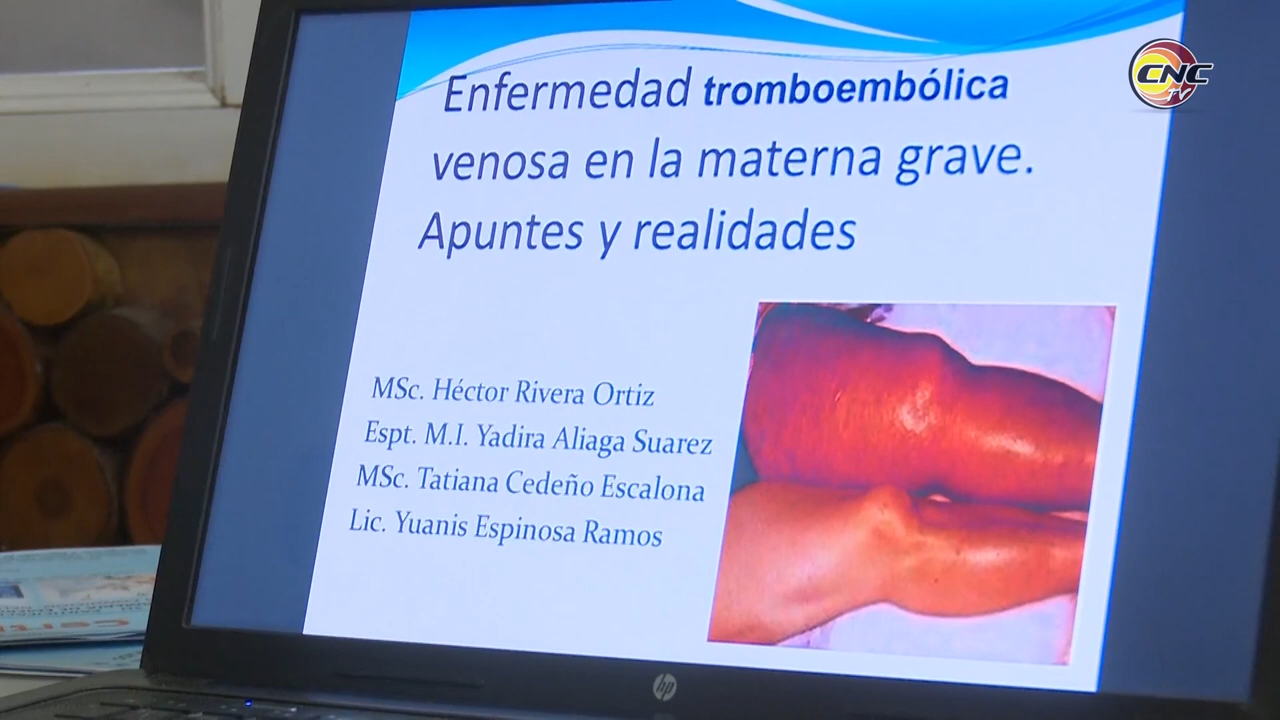 CNC
TV
Enfermedad tromboembólica
venosa en la materna grave.
Apuntes y realidades
MSc. Héctor Rivera Ortiz
Espt. M.I. Yadira Aliaga Suarez
MSc. Tatiana Cedeño Escalona
Lic. Yuanis Espinosa Ramos
hp